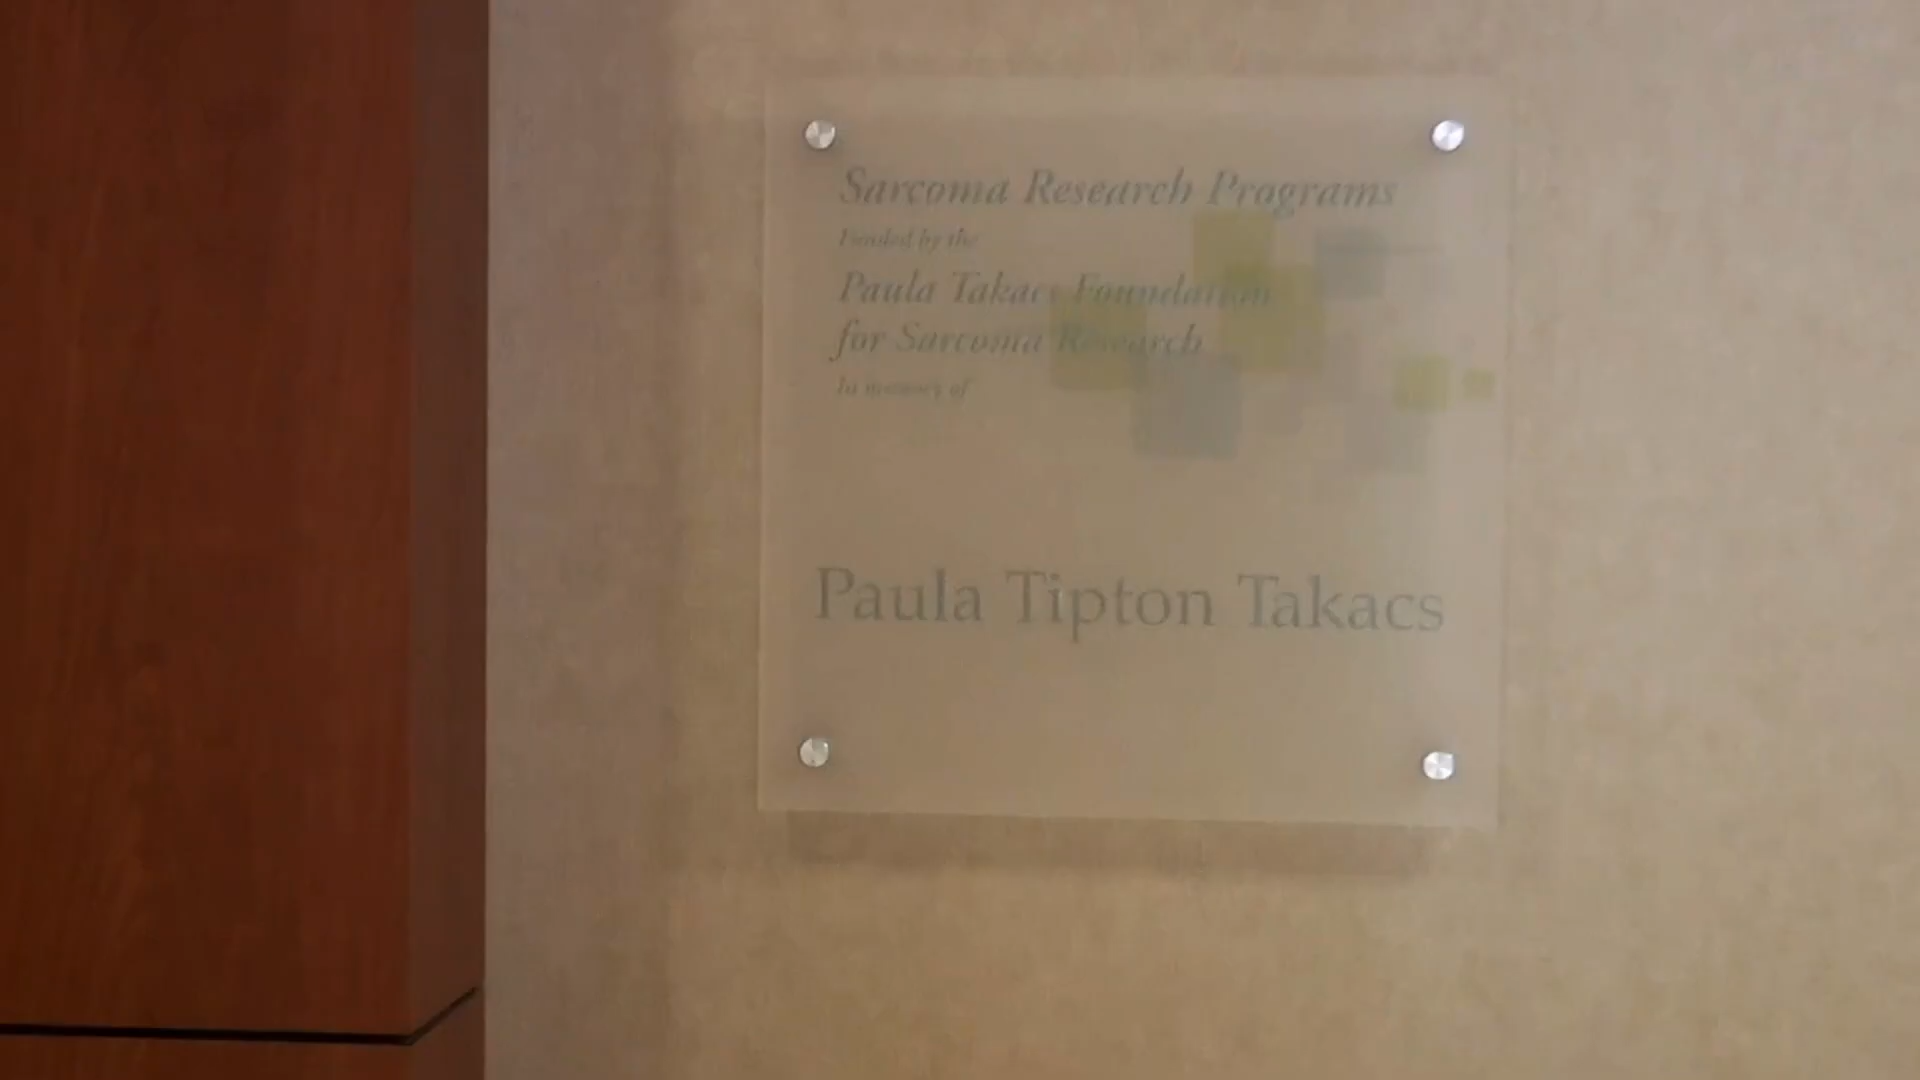 Sarcoma Research Programs
Funded by the
Paula Takacs Foundation
for Sarcoma Research
In memory of
Paula Tipton Takacs